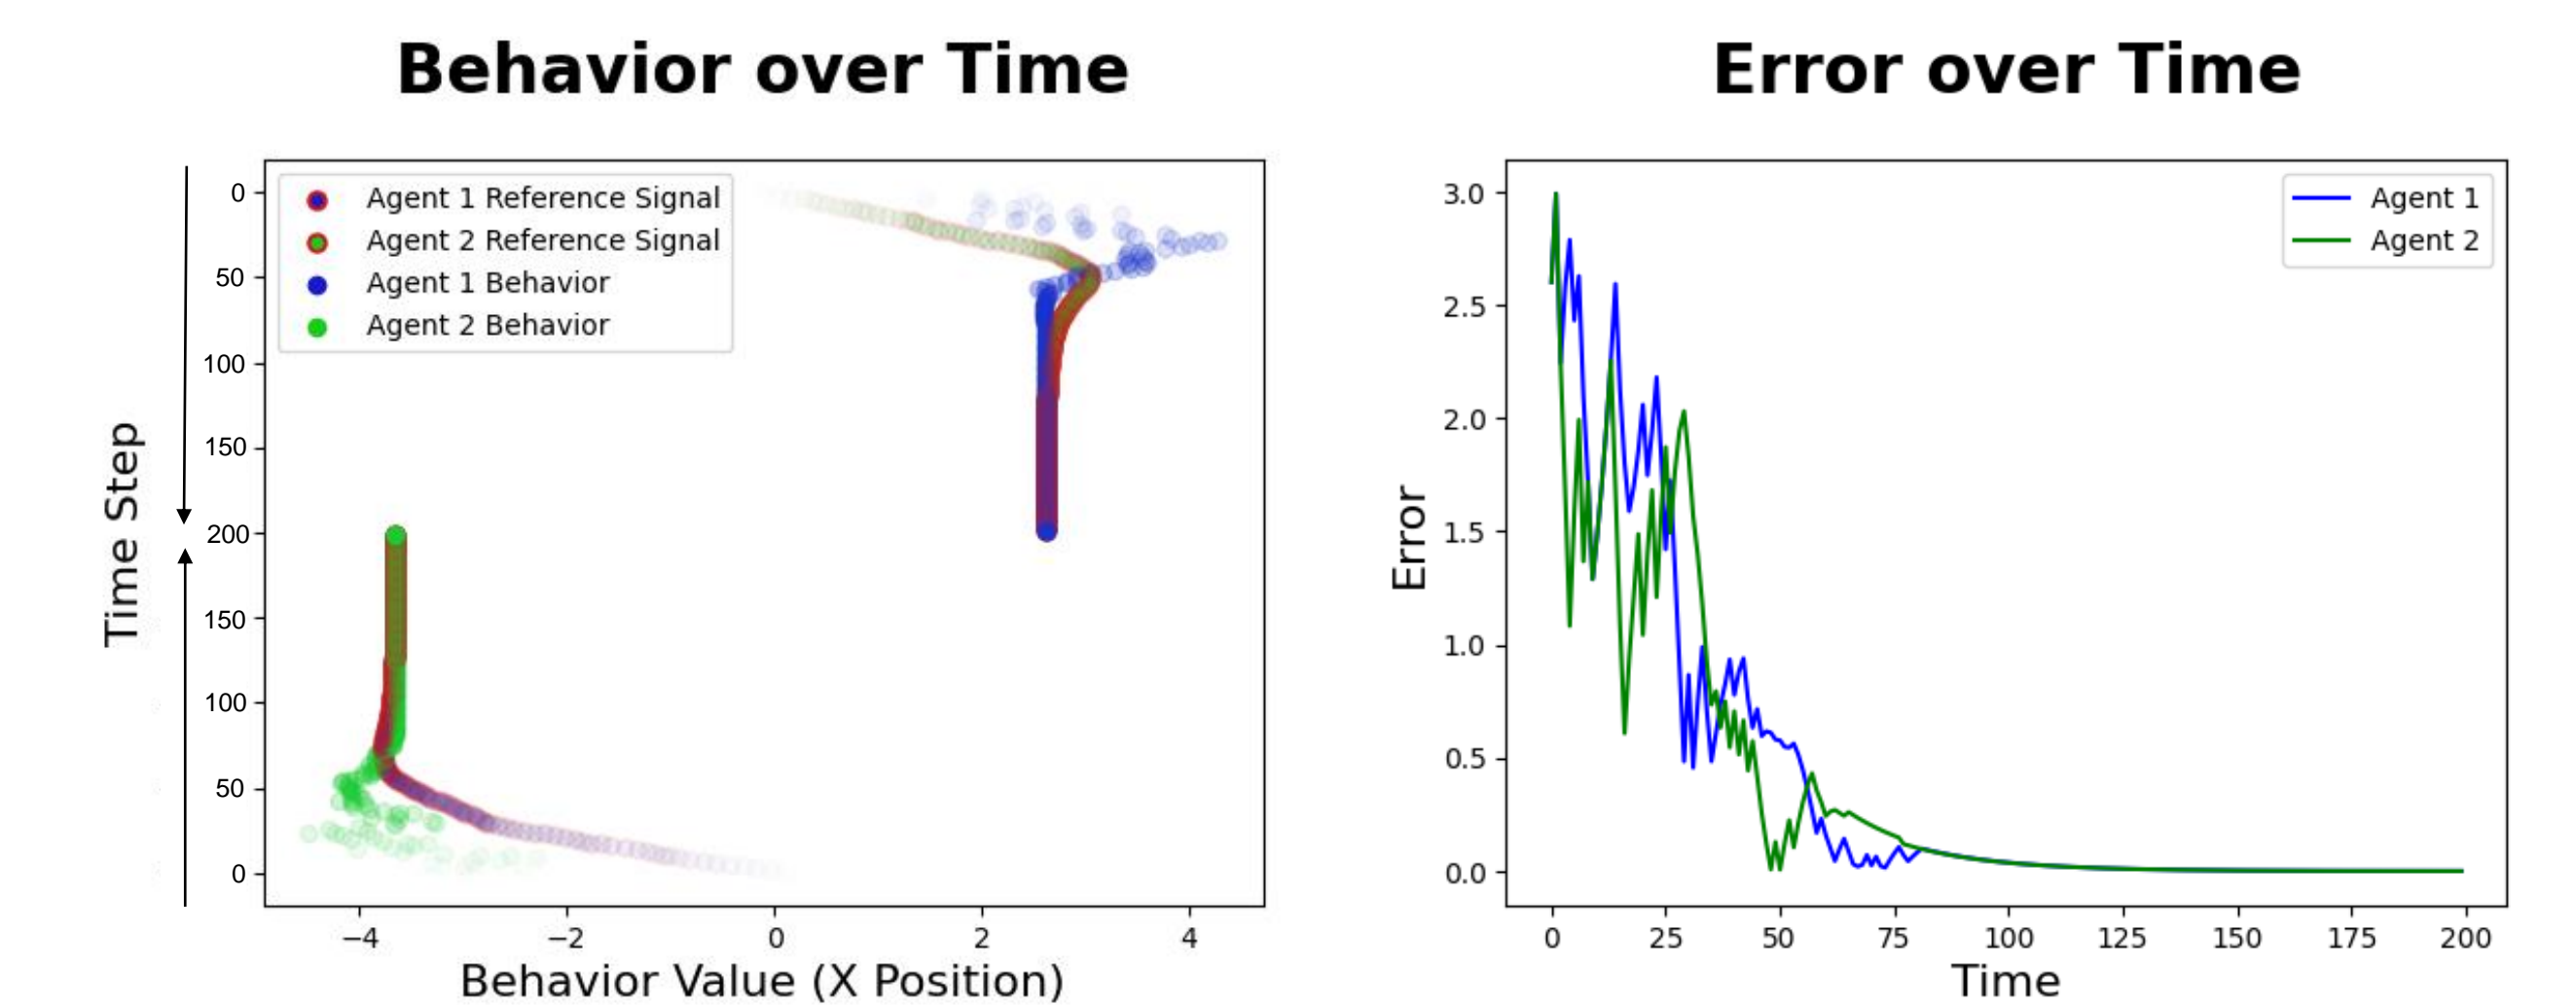 Behavior over Time
Error over Time
Agent 1 Reference Signal
Agent 2 Reference Signal
Agent 1 Behavior
Agent 2 Behavior
0
50
100
150
200
150
100
50
0
Time Step
−4
−2
0
2
4
Behavior Value (X Position)
Agent 1
Agent 2
3.0
2.5
2.0
1.5
1.0
0.5
0.0
Error
0
25
50
75
100
125
150
175
200
Time